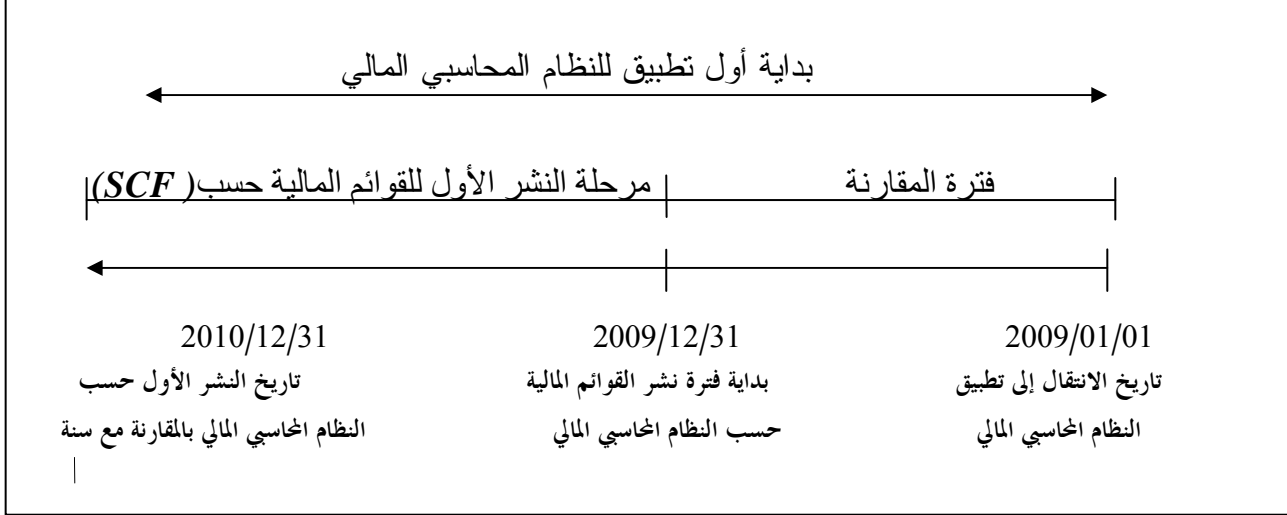 بداية أول تطبيق للنظام المحاسبي المالي
فترة المقارنة
مرحلة النشر الأول للقوائم المالية حسب( SCF)
2009/01/01
تاريخ الانتقال إلى تطبيق
النظام المحاسبي المالي
2009/12/31
بداية فترة نشر القوائم المالية
حسب النظام المحاسبي المالي
2010/12/31
تاريخ النشر الأول حسب
النظام المحاسبي المالي بالمقارنة مع سنة